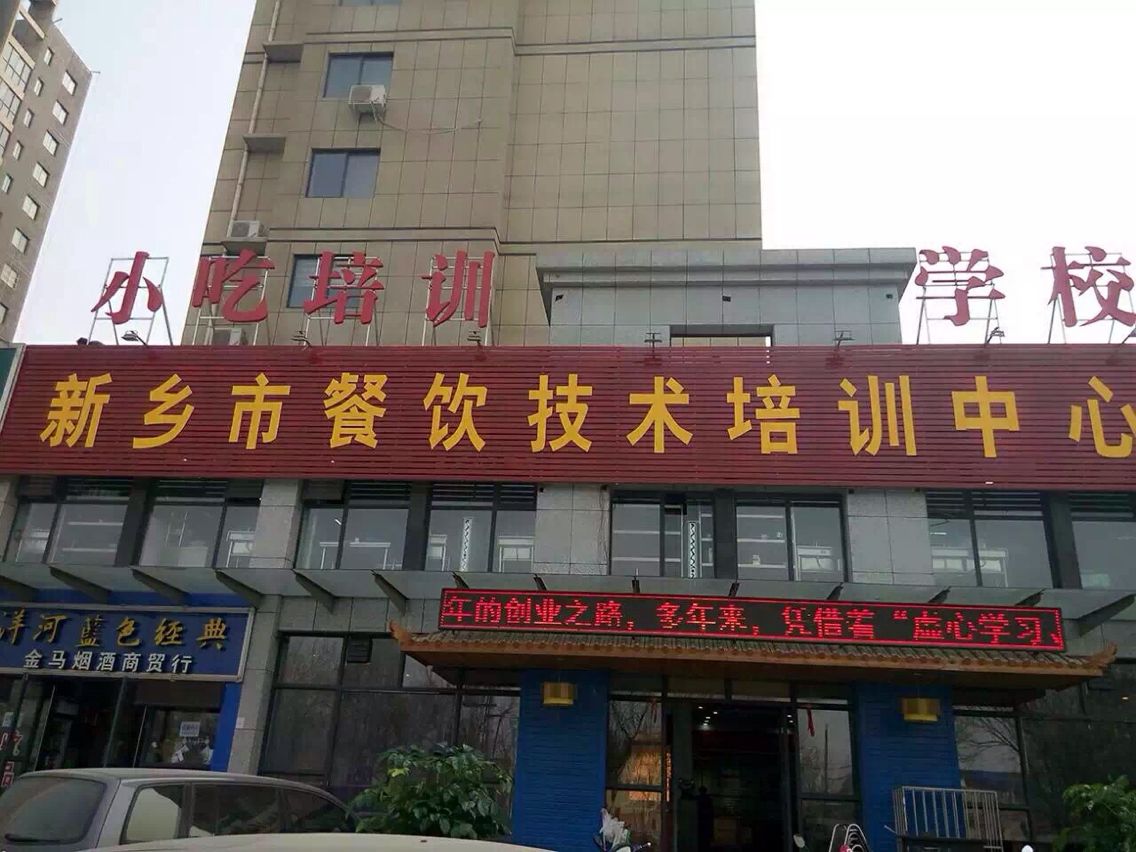 小吃培训 学校
新乡市餐饮技术培训中心
年的创业之路，多年来，凭借着“虚心学习、
洋河蓝色经典
金马烟酒商贸行